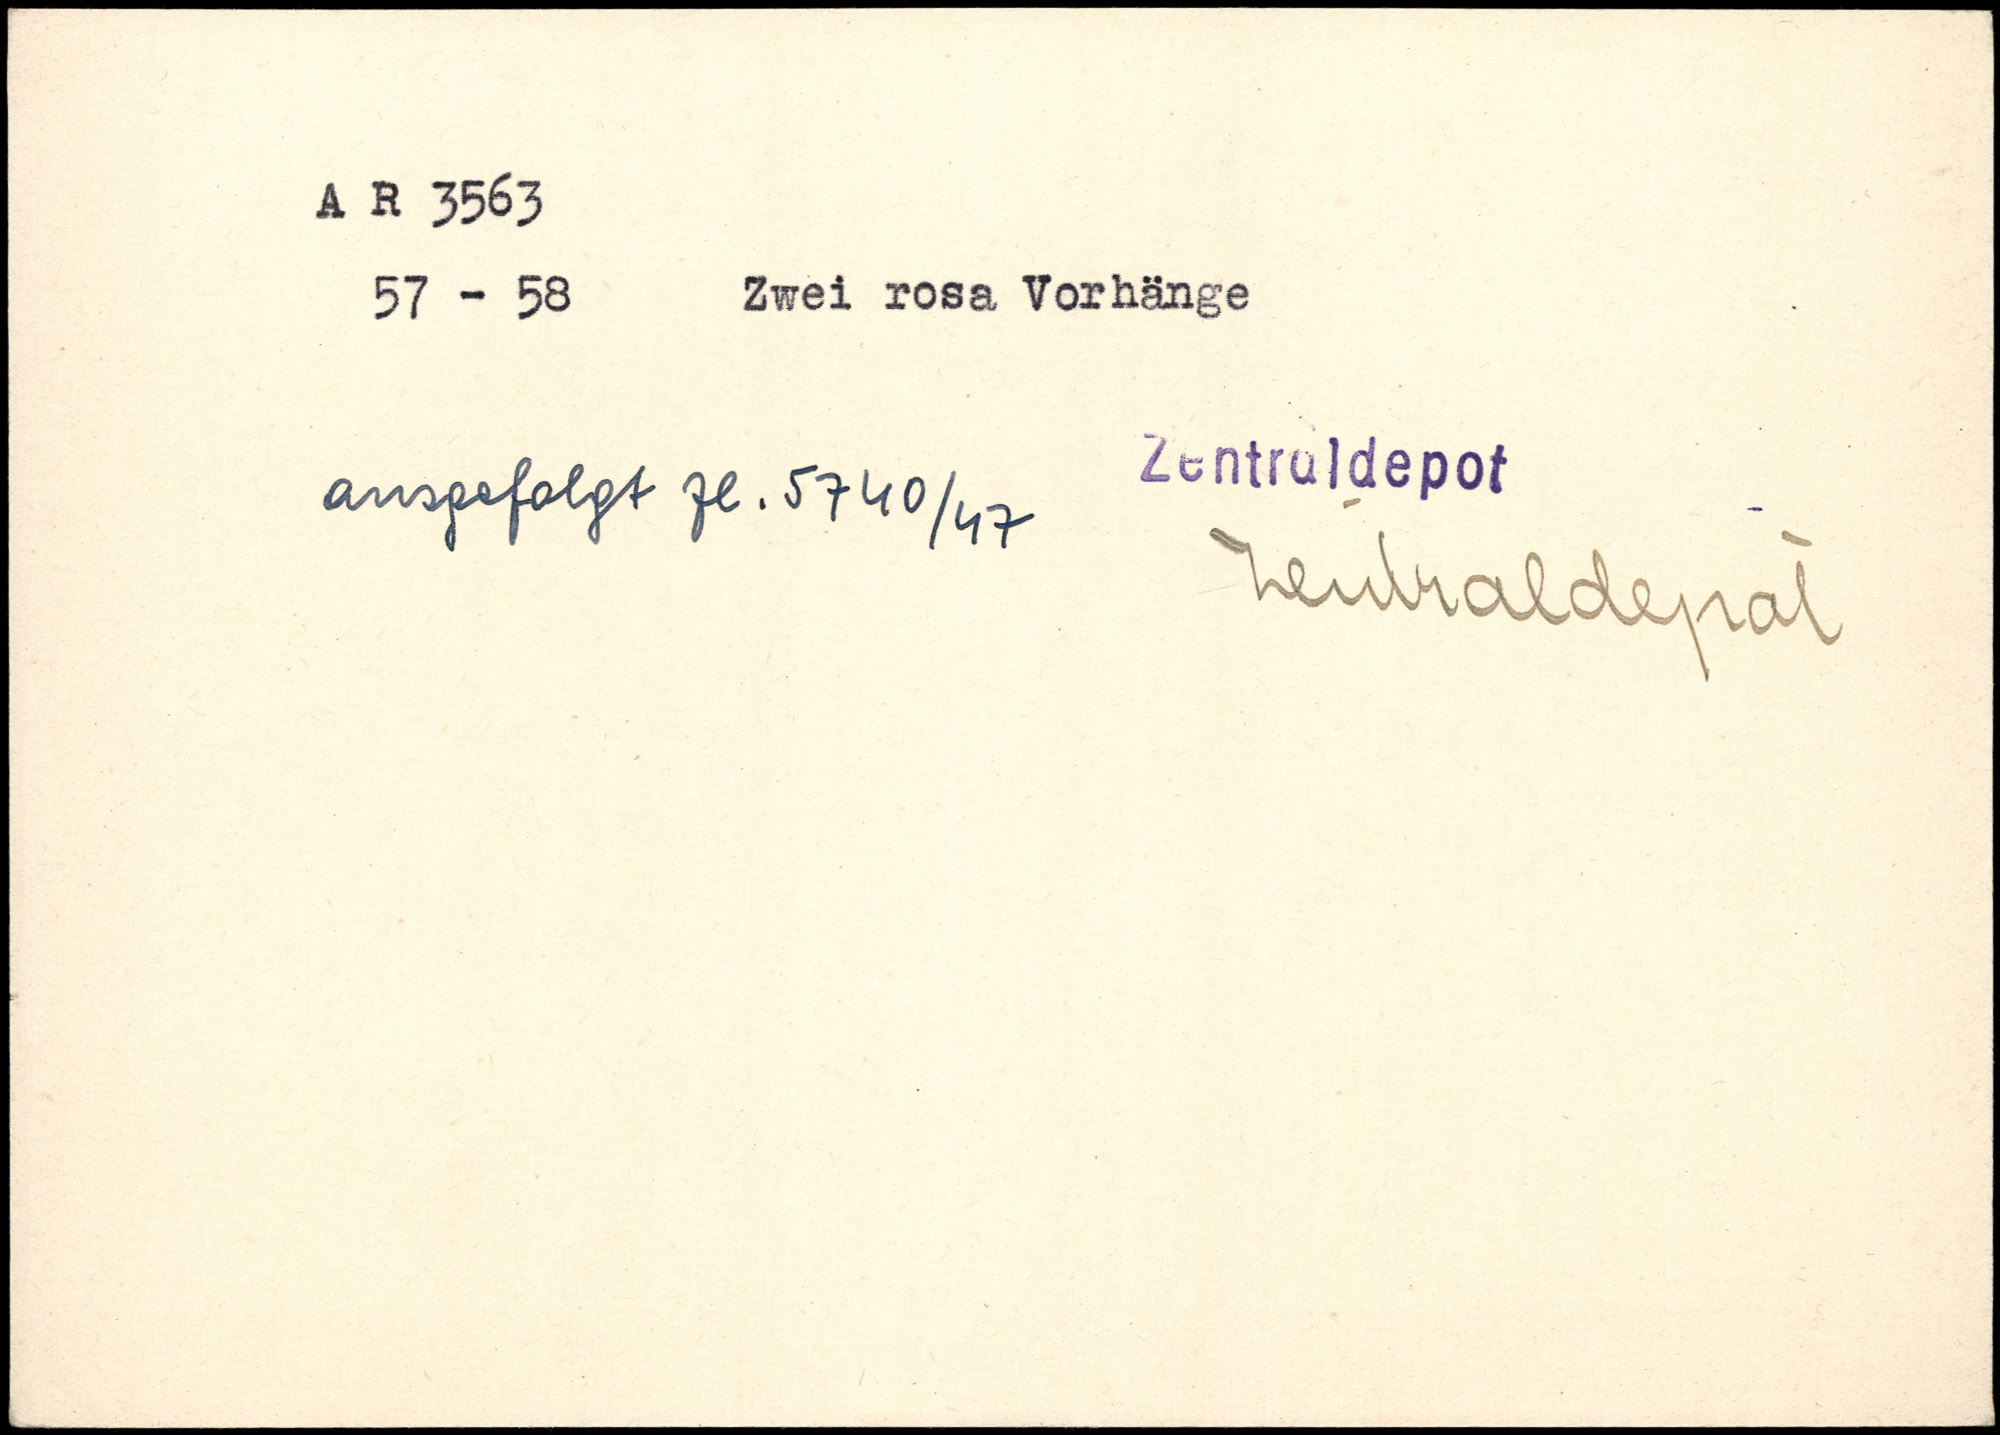 A R 3563
57 - 58 Zwei rosa Vorhänge
Zentraldepot
ausgefolgt Zl. 5740/47
Zentraldepot